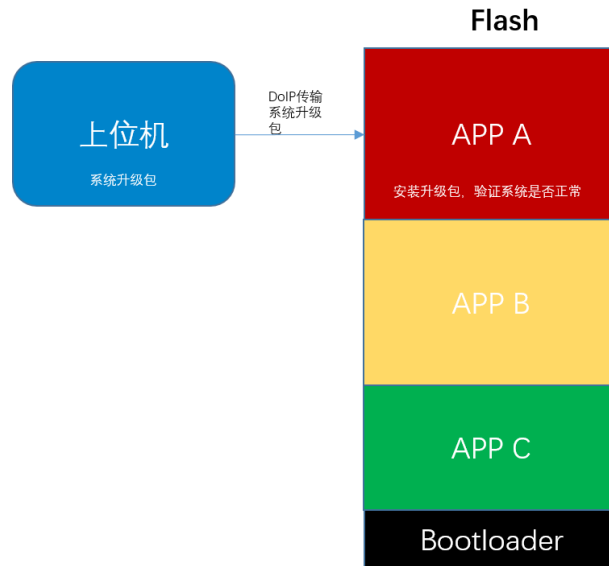 Flash
上位机
系统升级包
DoIP传输
系统升级
包
APP A
安装升级包，验证系统是否正常
APP B
APP C
Bootloader